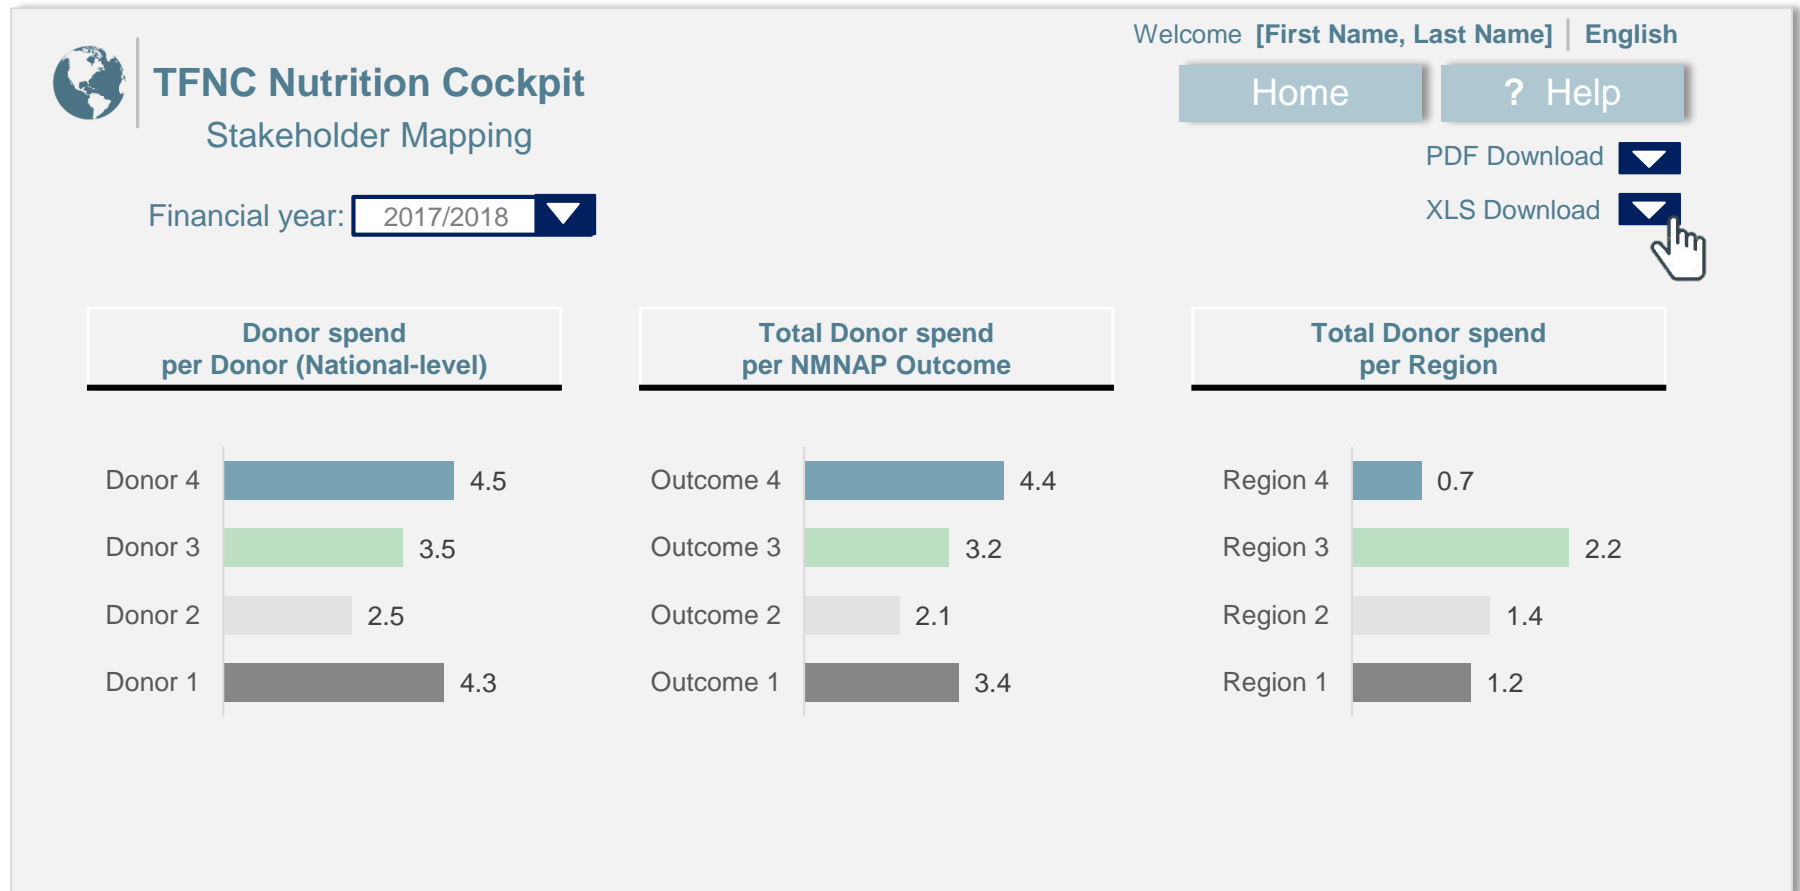 Welcome [First Name, Last Name] English
TFNC Nutrition Cockpit
Home
? Help
Stakeholder Mapping
PDF Download
Financial year: 2017/2018
XLS Download
Donor spend
per Donor (National-level)
Donor 4 4.5
Donor 3 3.5
Donor 2 2.5
Donor 1 4.3
Total Donor spend
per NMNAP Outcome
Outcome 4 4.4
Outcome 3 3.2
Outcome 2 2.1
Outcome 1 3.4
Total Donor spend
per Region
Region 4 0.7
Region 3 2.2
Region 2 1.4
Region 1 1.2